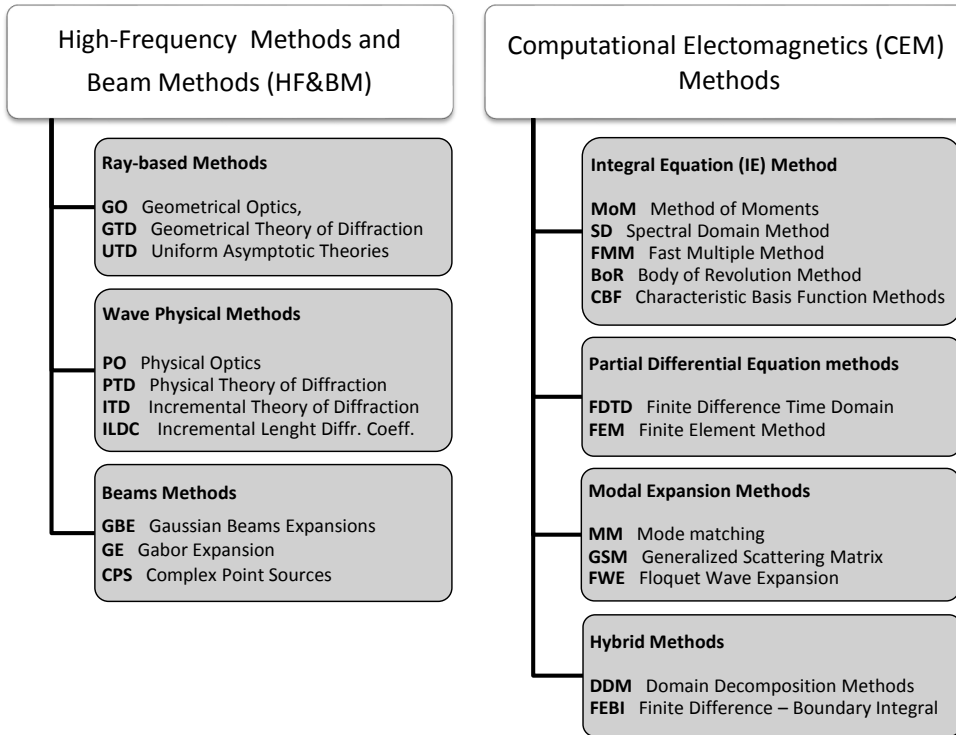 High-Frequency Methods and
Beam Methods (HF&BM)
Ray-based Methods
GO Geometrical Optics,
GTD Geometrical Theory of Diffraction
UTD Uniform Asymptotic Theories
Wave Physical Methods
PO Physical Optics
PTD Physical Theory of Diffraction
ITD Incremental Theory of Diffraction
ILDC Incremental Lenght Diffr. Coeff.
Beams Methods
GBE Gaussian Beams Expansions
GE Gabor Expansion
CPS Complex Point Sources
Computational Electomagnetics (CEM)
Methods
Integral Equation (IE) Method
MoM Method of Moments
SD Spectral Domain Method
FMM Fast Multiple Method
BoR Body of Revolution Method
CBF Characteristic Basis Function Methods
Partial Differential Equation methods
FDTD Finite Difference Time Domain
FEM Finite Element Method
Modal Expansion Methods
MM Mode matching
GSM Generalized Scattering Matrix
FWE Floquet Wave Expansion
Hybrid Methods
DDM Domain Decomposition Methods
FEBI Finite Difference – Boundary Integral